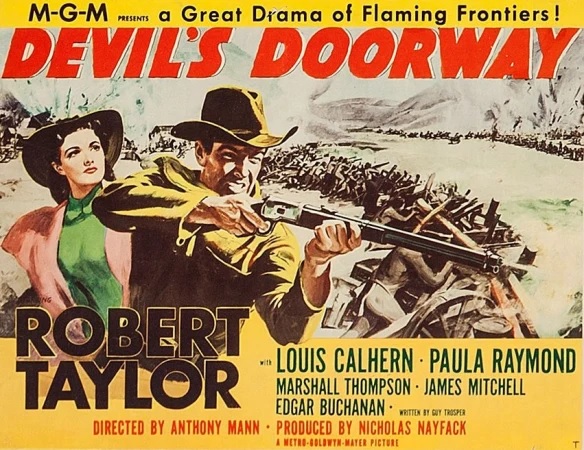 M-G-M PRESENTS a Great Drama of Flaming Frontiers!
DEVIL'S DOORWAY
ROBERT
TAYLOR
with LOUIS CALHERN · PAULA RAYMOND
MARSHALL THOMPSON · JAMES MITCHELL
EDGAR BUCHANAN · WRITTEN BY GUY TROSPER
DIRECTED BY ANTHONY MANN · PRODUCED BY NICHOLAS NAYFACK
A METRO-GOLDWYN-MAYER PICTURE
T